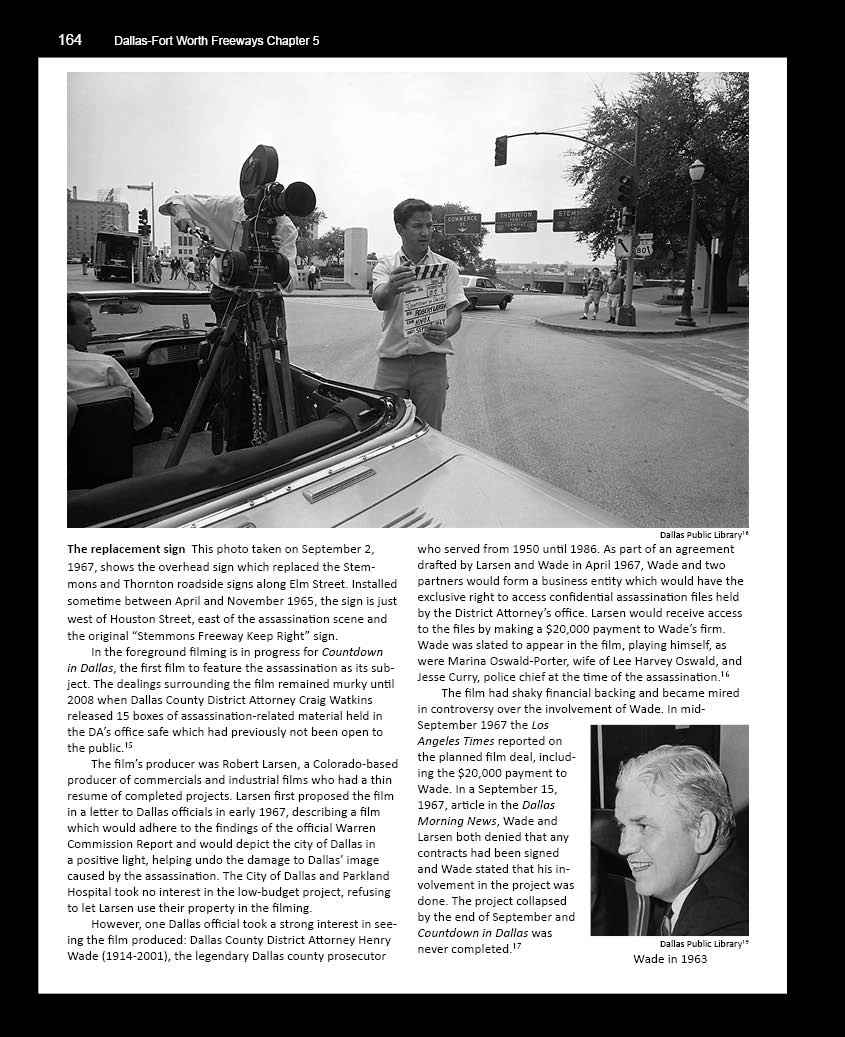 164 Dallas-Fort Worth Freeways Chapter 5
COMMERCE
THORNTON
STEM
80
COUNTDOWN IN DALLAS
ROBERT LARSEN
KNOX
Dallas Public Library18
The replacement sign This photo taken on September 2,
1967, shows the overhead sign which replaced the Stem-
mons and Thornton roadside signs along Elm Street. Installed
sometime between April and November 1965, the sign is just
west of Houston Street, east of the assassination scene and
the original “Stemmons Freeway Keep Right” sign.
In the foreground filming is in progress for Countdown
in Dallas, the first film to feature the assassination as its sub-
ject. The dealings surrounding the film remained murky until
2008 when Dallas County District Attorney Craig Watkins
released 15 boxes of assassination-related material held in
the DA’s office safe which had previously not been open to
the public.15
The film’s producer was Robert Larsen, a Colorado-based
producer of commercials and industrial films who had a thin
resume of completed projects. Larsen first proposed the film
in a letter to Dallas officials in early 1967, describing a film
which would adhere to the findings of the official Warren
Commission Report and would depict the city of Dallas in
a positive light, helping undo the damage to Dallas’ image
caused by the assassination. The City of Dallas and Parkland
Hospital took no interest in the low-budget project, refusing
to let Larsen use their property in the filming.
However, one Dallas official took a strong interest in see-
ing the film produced: Dallas County District Attorney Henry
Wade (1914-2001), the legendary Dallas county prosecutor
who served from 1950 until 1986. As part of an agreement
drafted by Larsen and Wade in April 1967, Wade and two
partners would form a business entity which would have the
exclusive right to access confidential assassination files held
by the District Attorney’s office. Larsen would receive access
to the files by making a $20,000 payment to Wade’s firm.
Wade was slated to appear in the film, playing himself, as
were Marina Oswald-Porter, wife of Lee Harvey Oswald, and
Jesse Curry, police chief at the time of the assassination.16
The film had shaky financial backing and became mired
in controversy over the involvement of Wade. In mid-
September 1967 the Los
Angeles Times reported on
the planned film deal, includ-
ing the $20,000 payment to
Wade. In a September 15,
1967, article in the Dallas
Morning News, Wade and
Larsen both denied that any
contracts had been signed
and Wade stated that his in-
volvement in the project was
done. The project collapsed
by the end of September and
Countdown in Dallas was
never completed.17
Dallas Public Library19
Wade in 1963